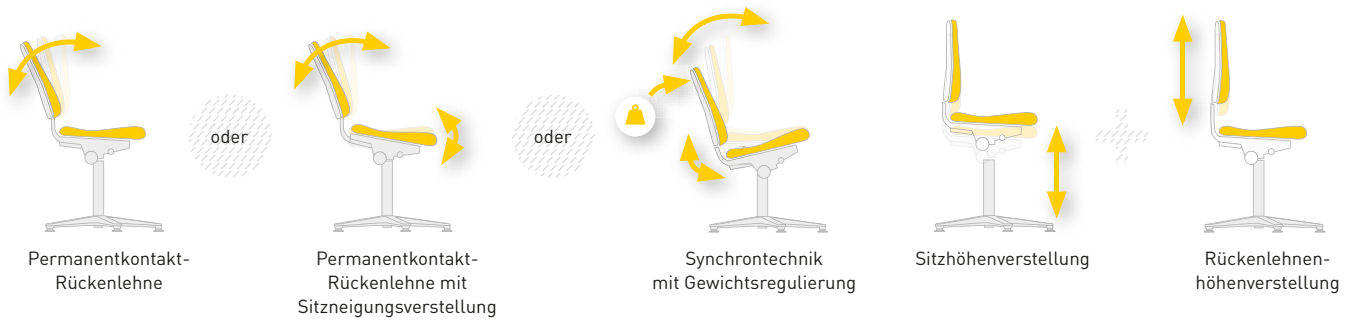 oder
oder
Permanentkontakt-
Rückenlehne
Permanentkontakt-
Rückenlehne mit
Sitzneigungsverstellung
Synchrontechnik
mit Gewichtsregulierung
Sitzhöhenverstellung
Rückenlehnen-
höhenverstellung